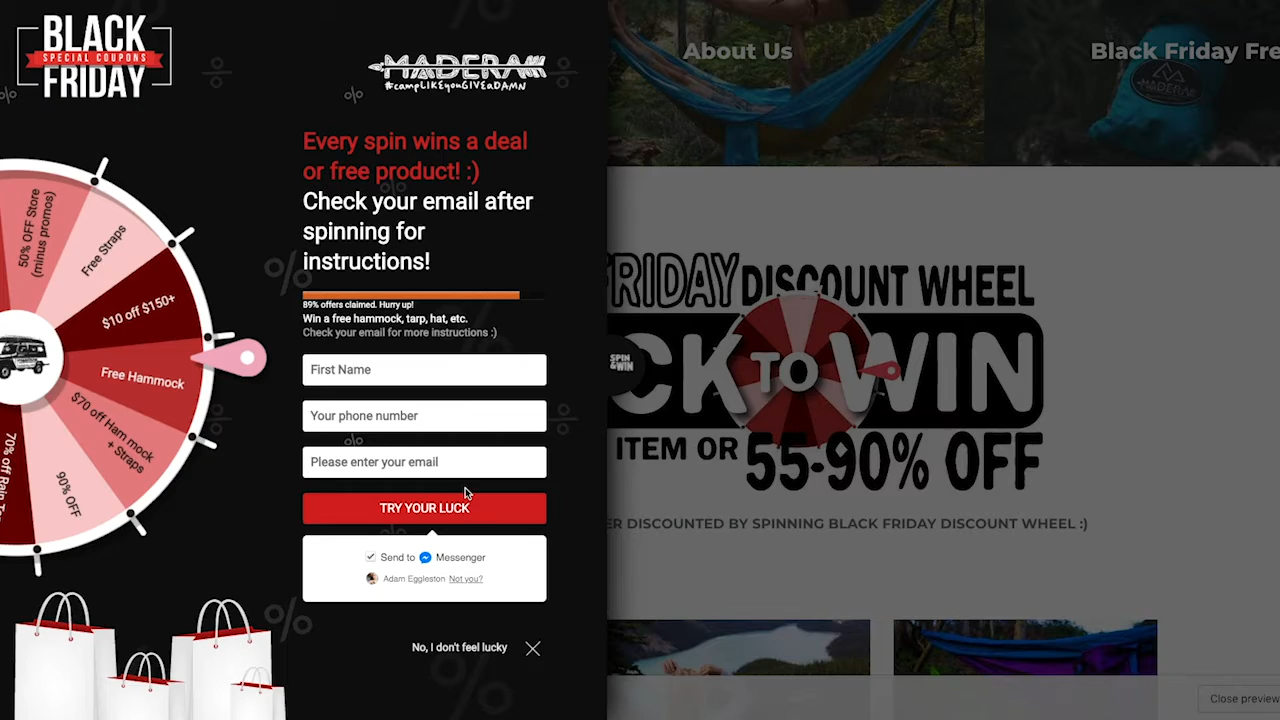 BLACK
SPECIAL COUPONS
FRIDAY
MADERA
#campLIKEyouGIVEaDAMN
Every spin wins a deal
or free product! :)
Check your email after
spinning for
instructions!
89% offers claimed. Hurry up!
Win a free hammock, tarp, hat, etc.
Check your email for more instructions :)
First Name
Your phone number
Please enter your email
TRY YOUR LUCK
Send to Messenger
Adam Eggleston Not you?
No, I don't feel lucky
50% OFF Store
(minus promos)
Free Straps
$10 off $150+
Free Hammock
$70 off Ham mock
+ Straps
90% OFF
70% off Rain
About Us
Black Friday Fre
MADERA
FRIDAY DISCOUNT WHEEL
SPIN
&WIN
CK TO WIN
ITEM OR 55-90% OFF
ER DISCOUNTED BY SPINNING BLACK FRIDAY DISCOUNT WHEEL :)
Close preview